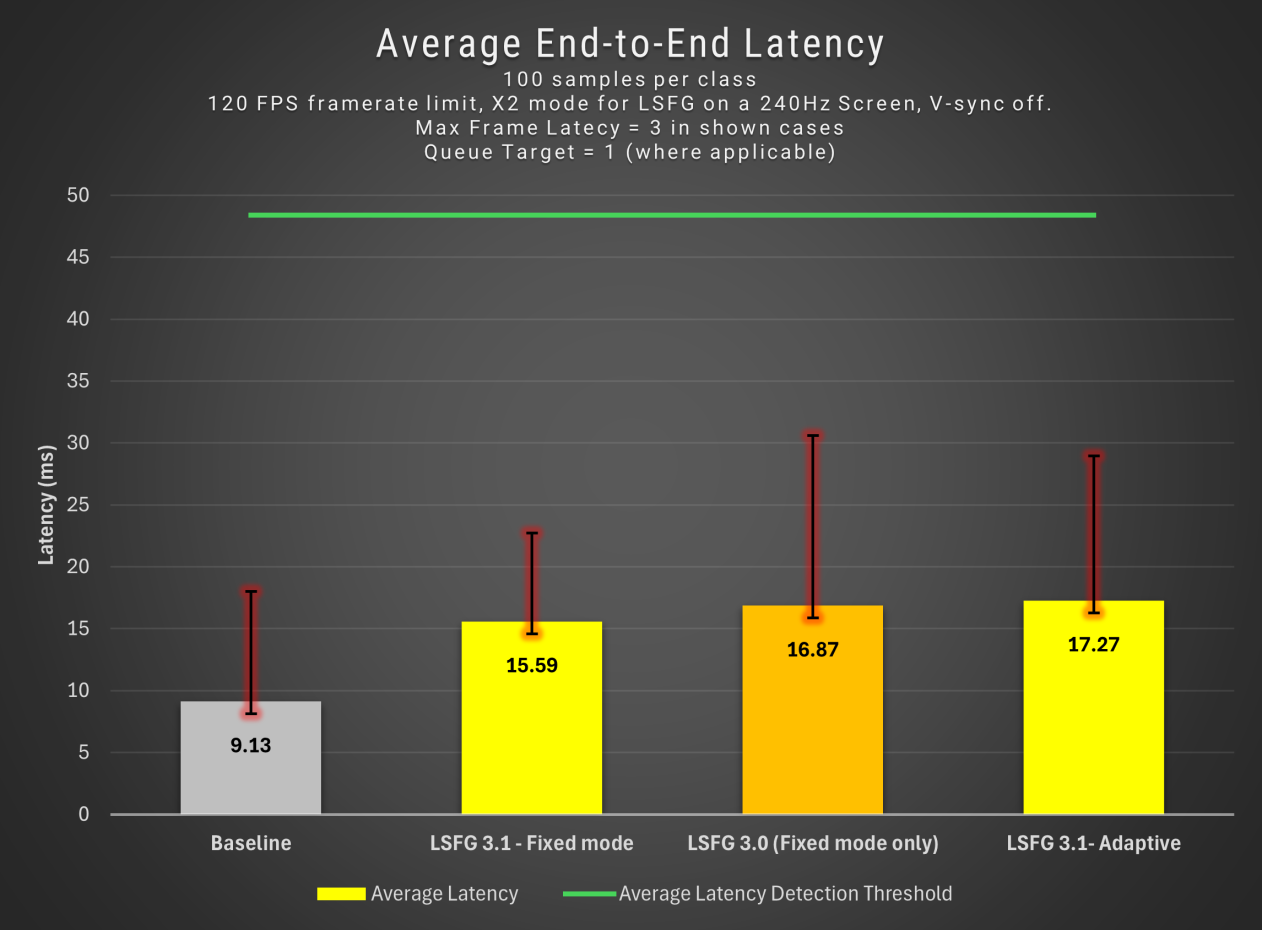 Average End-to-End Latency
100 samples per class
120 FPS framerate limit, X2 mode for LSFG on a 240Hz Screen, V-sync off.
Max Frame Latecy = 3 in shown cases
Queue Target = 1 (where applicable)
50
45
40
35
30
25
20
15
10
5
0
Latency (ms)
9.13
15.59
16.87
17.27
Baseline
LSFG 3.1 - Fixed mode
LSFG 3.0 (Fixed mode only)
LSFG 3.1- Adaptive
Average Latency
Average Latency Detection Threshold